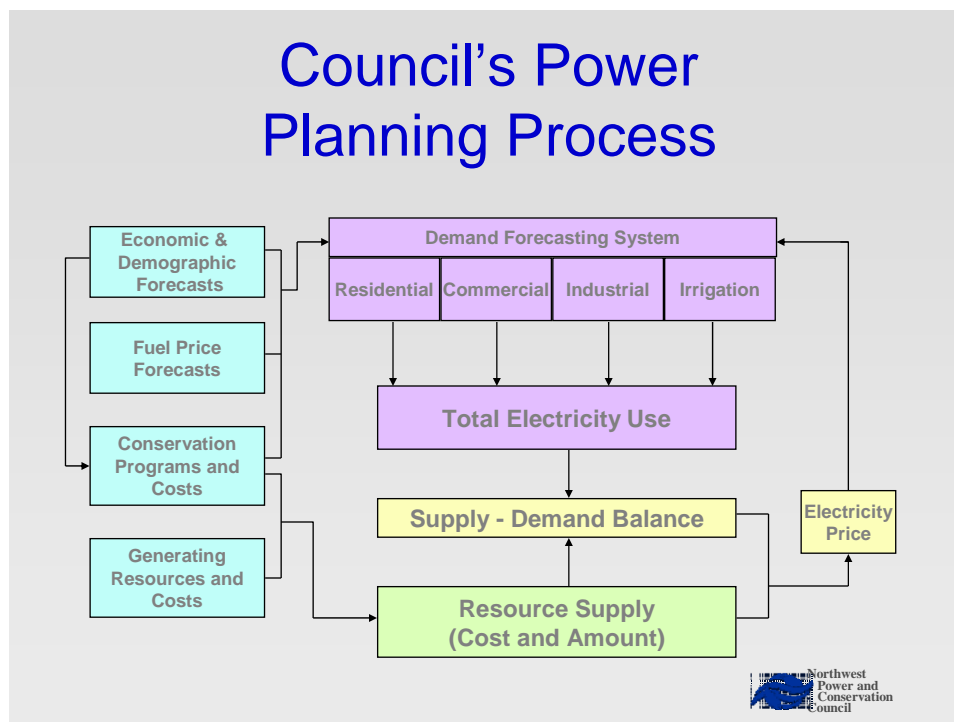 Council's Power
Planning Process
Economic &
Demographic
Forecasts
Fuel Price
Forecasts
Conservation
Programs and
Costs
Generating
Resources and
Costs
Demand Forecasting System
Residential
Commercial
Industrial
Irrigation
Total Electricity Use
Supply - Demand Balance
Resource Supply
(Cost and Amount)
Electricity
Price
Northwest
Power and
Conservation
Council